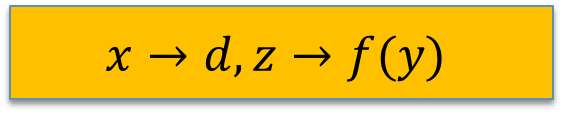 x → d, z → f(y)